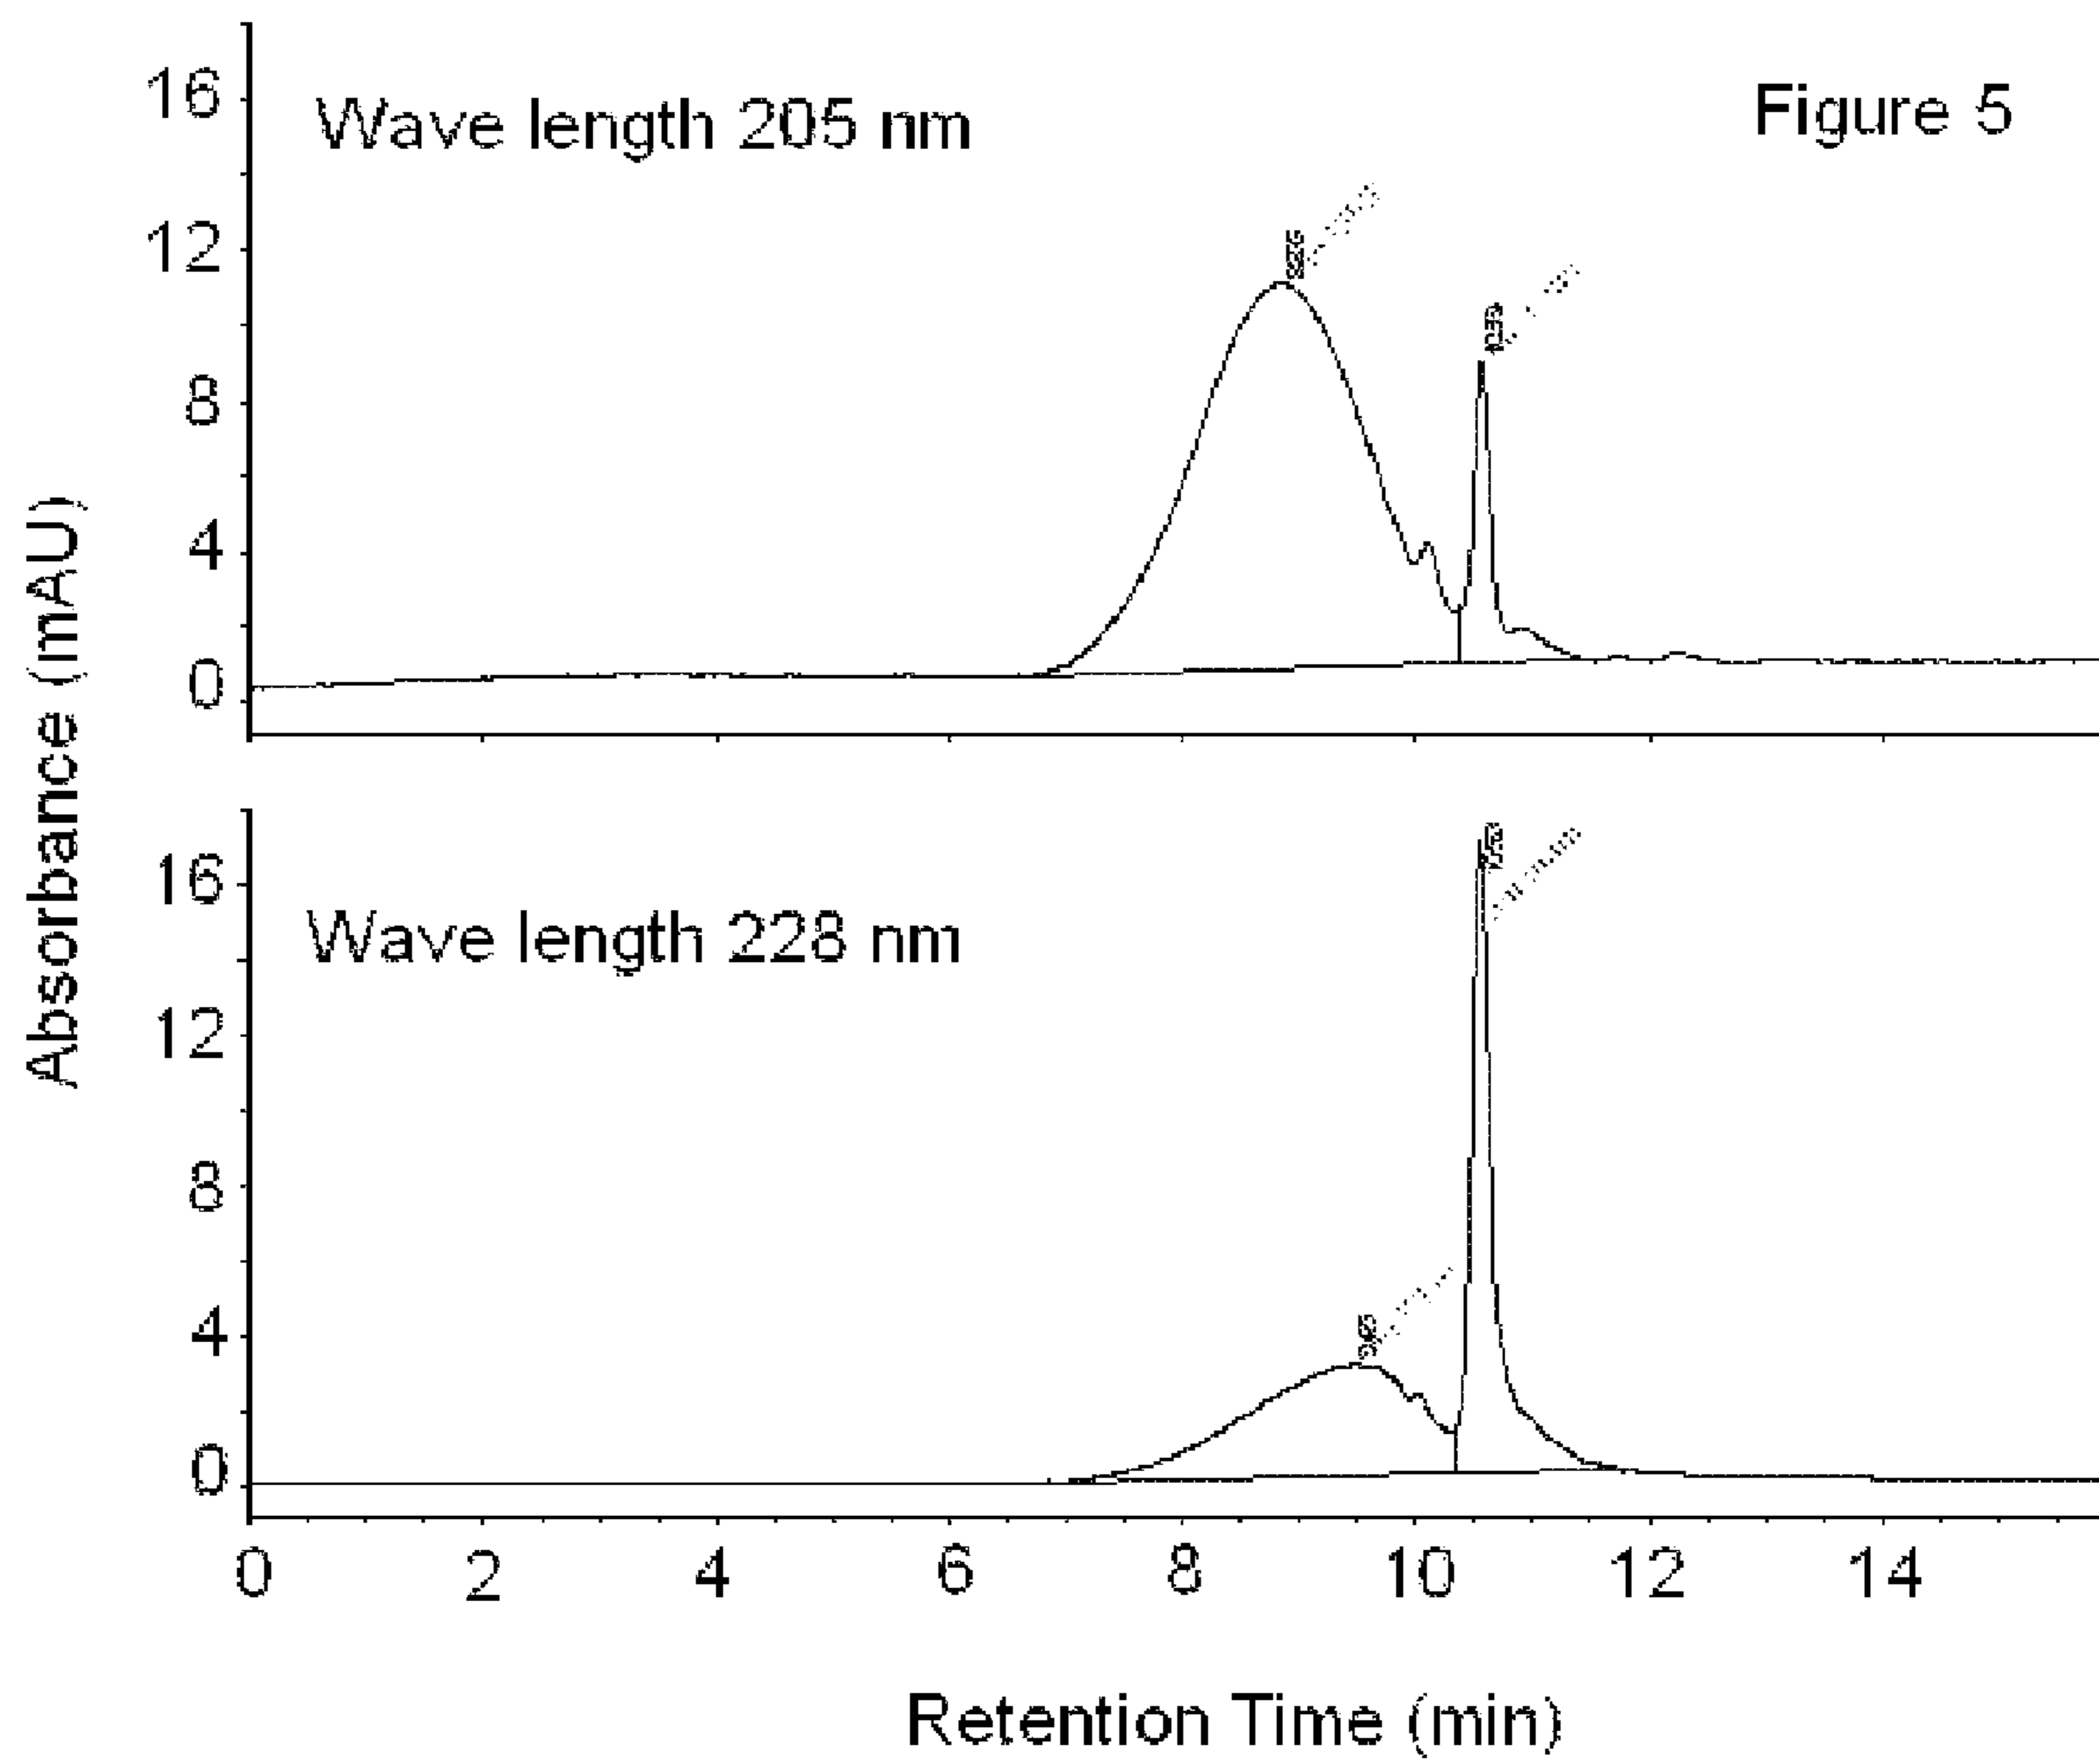 Figure 5
Wave length 205 nm
16
12
8
4
0
Absorbance (mAU)
Wave length 228 nm
16
12
8
4
0
0 2 4 6 8 10 12 14
Retention Time (min)